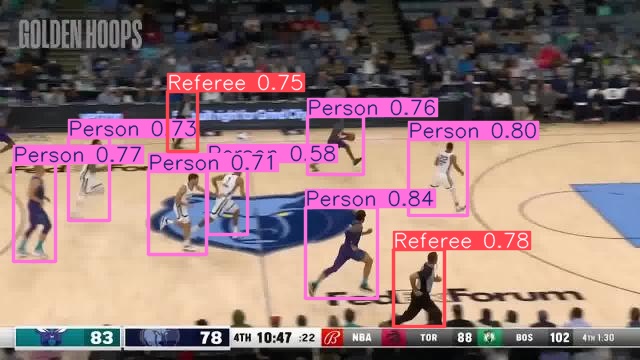 GOLDEN HOOPS
Referee 0.75
Person 0.76
Person 0.73
Person 0.80
Person 0.77
Person 0.71
0.58
Person 0.84
Referee 0.78
FedExForum
83 78 4TH 10:47 :22 NBA TOR 88 BOS 102 4TH 1:30